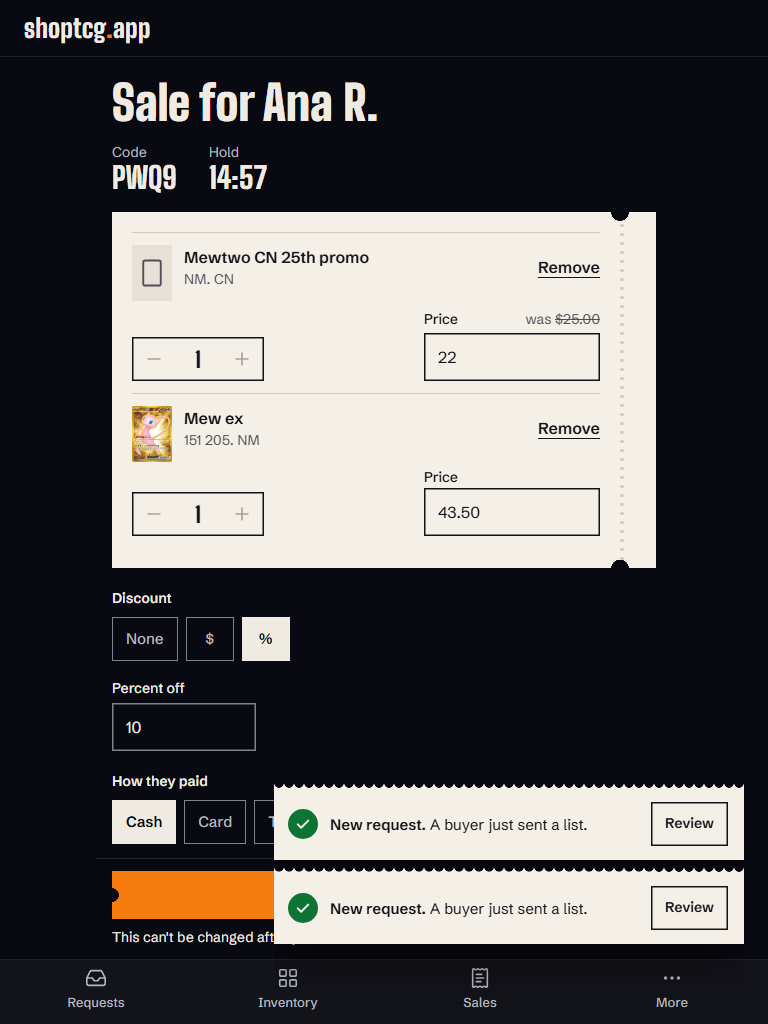 shoptcg.app
Sale for Ana R.
Code
Hold
PWQ9
14:57
Mewtwo CN 25th promo
NM. CN
Remove
Price
was $25.00
1
22
Mew ex
151 205. NM
Remove
Price
1
43.50
Discount
None
$
%
Percent off
10
How they paid
Cash
Card
New request. A buyer just sent a list.
Review
New request. A buyer just sent a list.
Review
This can't be changed
Requests
Inventory
Sales
More